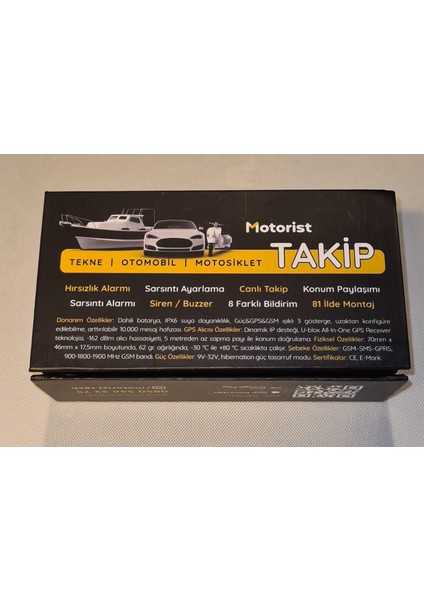 Motorist
TAKİP
TEKNE | OTOMOBİL | MOTOSİKLET
Hırsızlık Alarmı Sarsıntı Ayarlama Canlı Takip Konum Paylaşımı
Sarsıntı Alarmı Siren / Buzzer 8 Farklı Bildirim 81 İlde Montaj
Donanım Özellikleri: Dahili batarya, IPX6 suya dayanıklılık, Güç&GPS&GSM ışıklı 3 gösterge, uzaktan konfigüre
edilebilme, arttırılabilir 10.000 mesaj hafızası. GPS Alıcısı Özellikleri: Dinamik IP desteği, U-blox All-In-One GPS Receiver
teknolojisi, -162 dBm alıcı hassasiyeti, 5 metreden az sapma payı ile konum doğrulama. Fiziksel Özellikler: 70mm x
46mm x 17,5mm boyutunda, 62 gr. ağırlığında, -30 °C ile +80 °C sıcaklıkta çalışır. Şebeke Özellikleri: GSM-SMS-GPRS,
900-1800-1900 MHz GSM bandı. Güç Özellikleri: 9V-32V, hibernation güç tasarruf modu. Sertifikalar: CE, E-Mark.